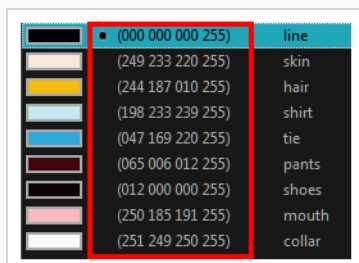 (000 000 000 255) line
(249 233 220 255) skin
(244 187 010 255) hair
(198 233 239 255) shirt
(047 169 220 255) tie
(065 006 012 255) pants
(012 000 000 255) shoes
(250 185 191 255) mouth
(251 249 250 255) collar